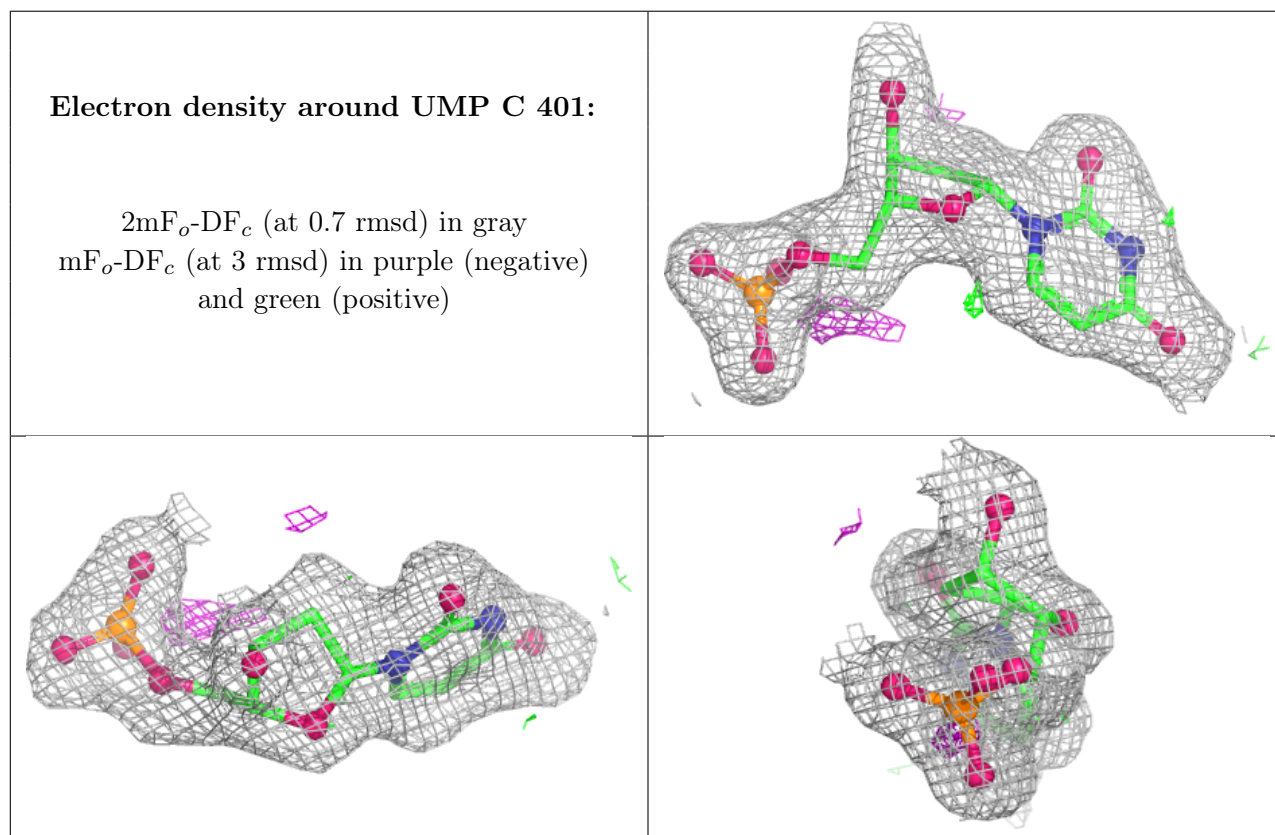 Electron density around UMP C 401:
2mFo-DFc (at 0.7 rmsd) in gray
mFo-DFc (at 3 rmsd) in purple (negative)
and green (positive)